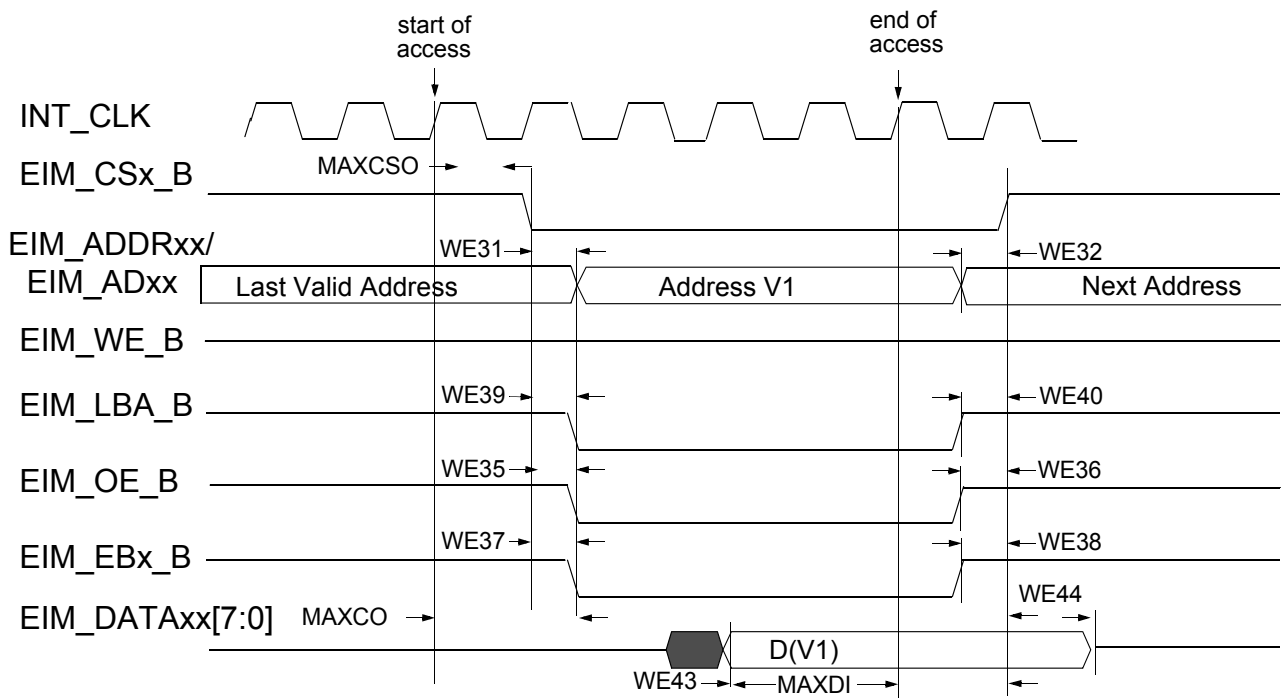 start of
access
end of
access
INT_CLK
MAXCSO
EIM_CSx_B
EIM_ADDRxx/
EIM_ADxx
WE31
WE32
Last Valid Address
Address V1
Next Address
EIM_WE_B
EIM_LBA_B
WE39
WE40
EIM_OE_B
WE35
WE36
EIM_EBx_B
WE37
WE38
EIM_DATAxx[7:0]
MAXCO
WE44
D(V1)
WE43
MAXDI